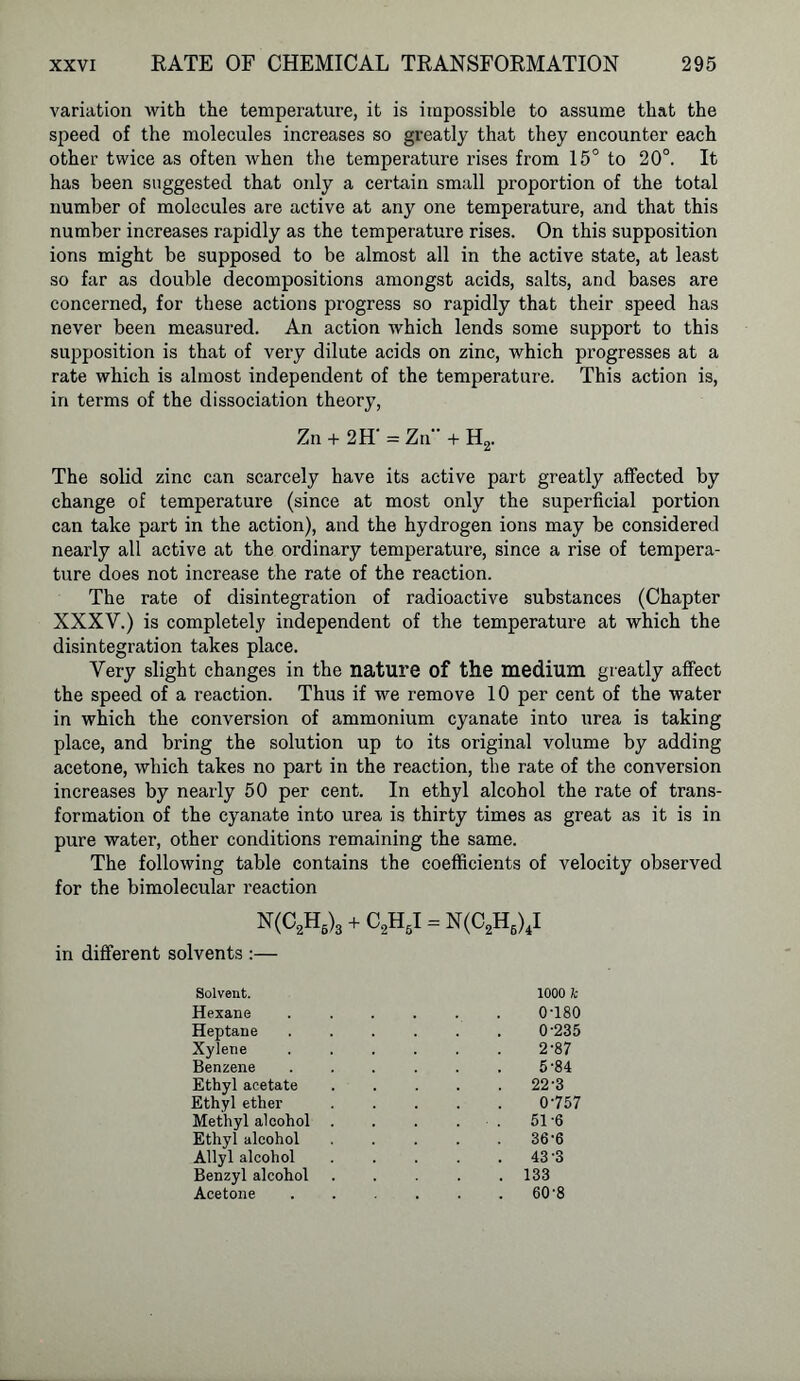 xxvi RATE OF CHEMICAL TRANSFORMATION 295
variation with the temperature, it is impossible to assume that the
speed of the molecules increases so greatly that they encounter each
other twice as often when the temperature rises from 15° to 20°. It
has been suggested that only a certain small proportion of the total
number of molecules are active at any one temperature, and that this
number increases rapidly as the temperature rises. On this supposition
ions might be supposed to be almost all in the active state, at least
so far as double decompositions amongst acids, salts, and bases are
concerned, for these actions progress so rapidly that their speed has
never been measured. An action which lends some support to this
supposition is that of very dilute acids on zinc, which progresses at a
rate which is almost independent of the temperature. This action is,
in terms of the dissociation theory,
Zn + 2H˙ = Zn˙˙ + H₂.
The solid zinc can scarcely have its active part greatly affected by
change of temperature (since at most only the superficial portion
can take part in the action), and the hydrogen ions may be considered
nearly all active at the ordinary temperature, since a rise of tempera-
ture does not increase the rate of the reaction.
The rate of disintegration of radioactive substances (Chapter
XXXV.) is completely independent of the temperature at which the
disintegration takes place.
Very slight changes in the nature of the medium greatly affect
the speed of a reaction. Thus if we remove 10 per cent of the water
in which the conversion of ammonium cyanate into urea is taking
place, and bring the solution up to its original volume by adding
acetone, which takes no part in the reaction, the rate of the conversion
increases by nearly 50 per cent. In ethyl alcohol the rate of trans-
formation of the cyanate into urea is thirty times as great as it is in
pure water, other conditions remaining the same.
The following table contains the coefficients of velocity observed
for the bimolecular reaction
N(C₂H₅)₃ + C₂H₅I = N(C₂H₅)₄I
in different solvents :—
Solvent. 1000 k
Hexane . . . . . . 0·180
Heptane . . . . . . 0·235
Xylene . . . . . . 2·87
Benzene . . . . . . 5·84
Ethyl acetate . . . . . 22·3
Ethyl ether . . . . . 0·757
Methyl alcohol . . . . . 51·6
Ethyl alcohol . . . . . 36·6
Allyl alcohol . . . . . 43·3
Benzyl alcohol . . . . . 133
Acetone . . . . . . 60·8